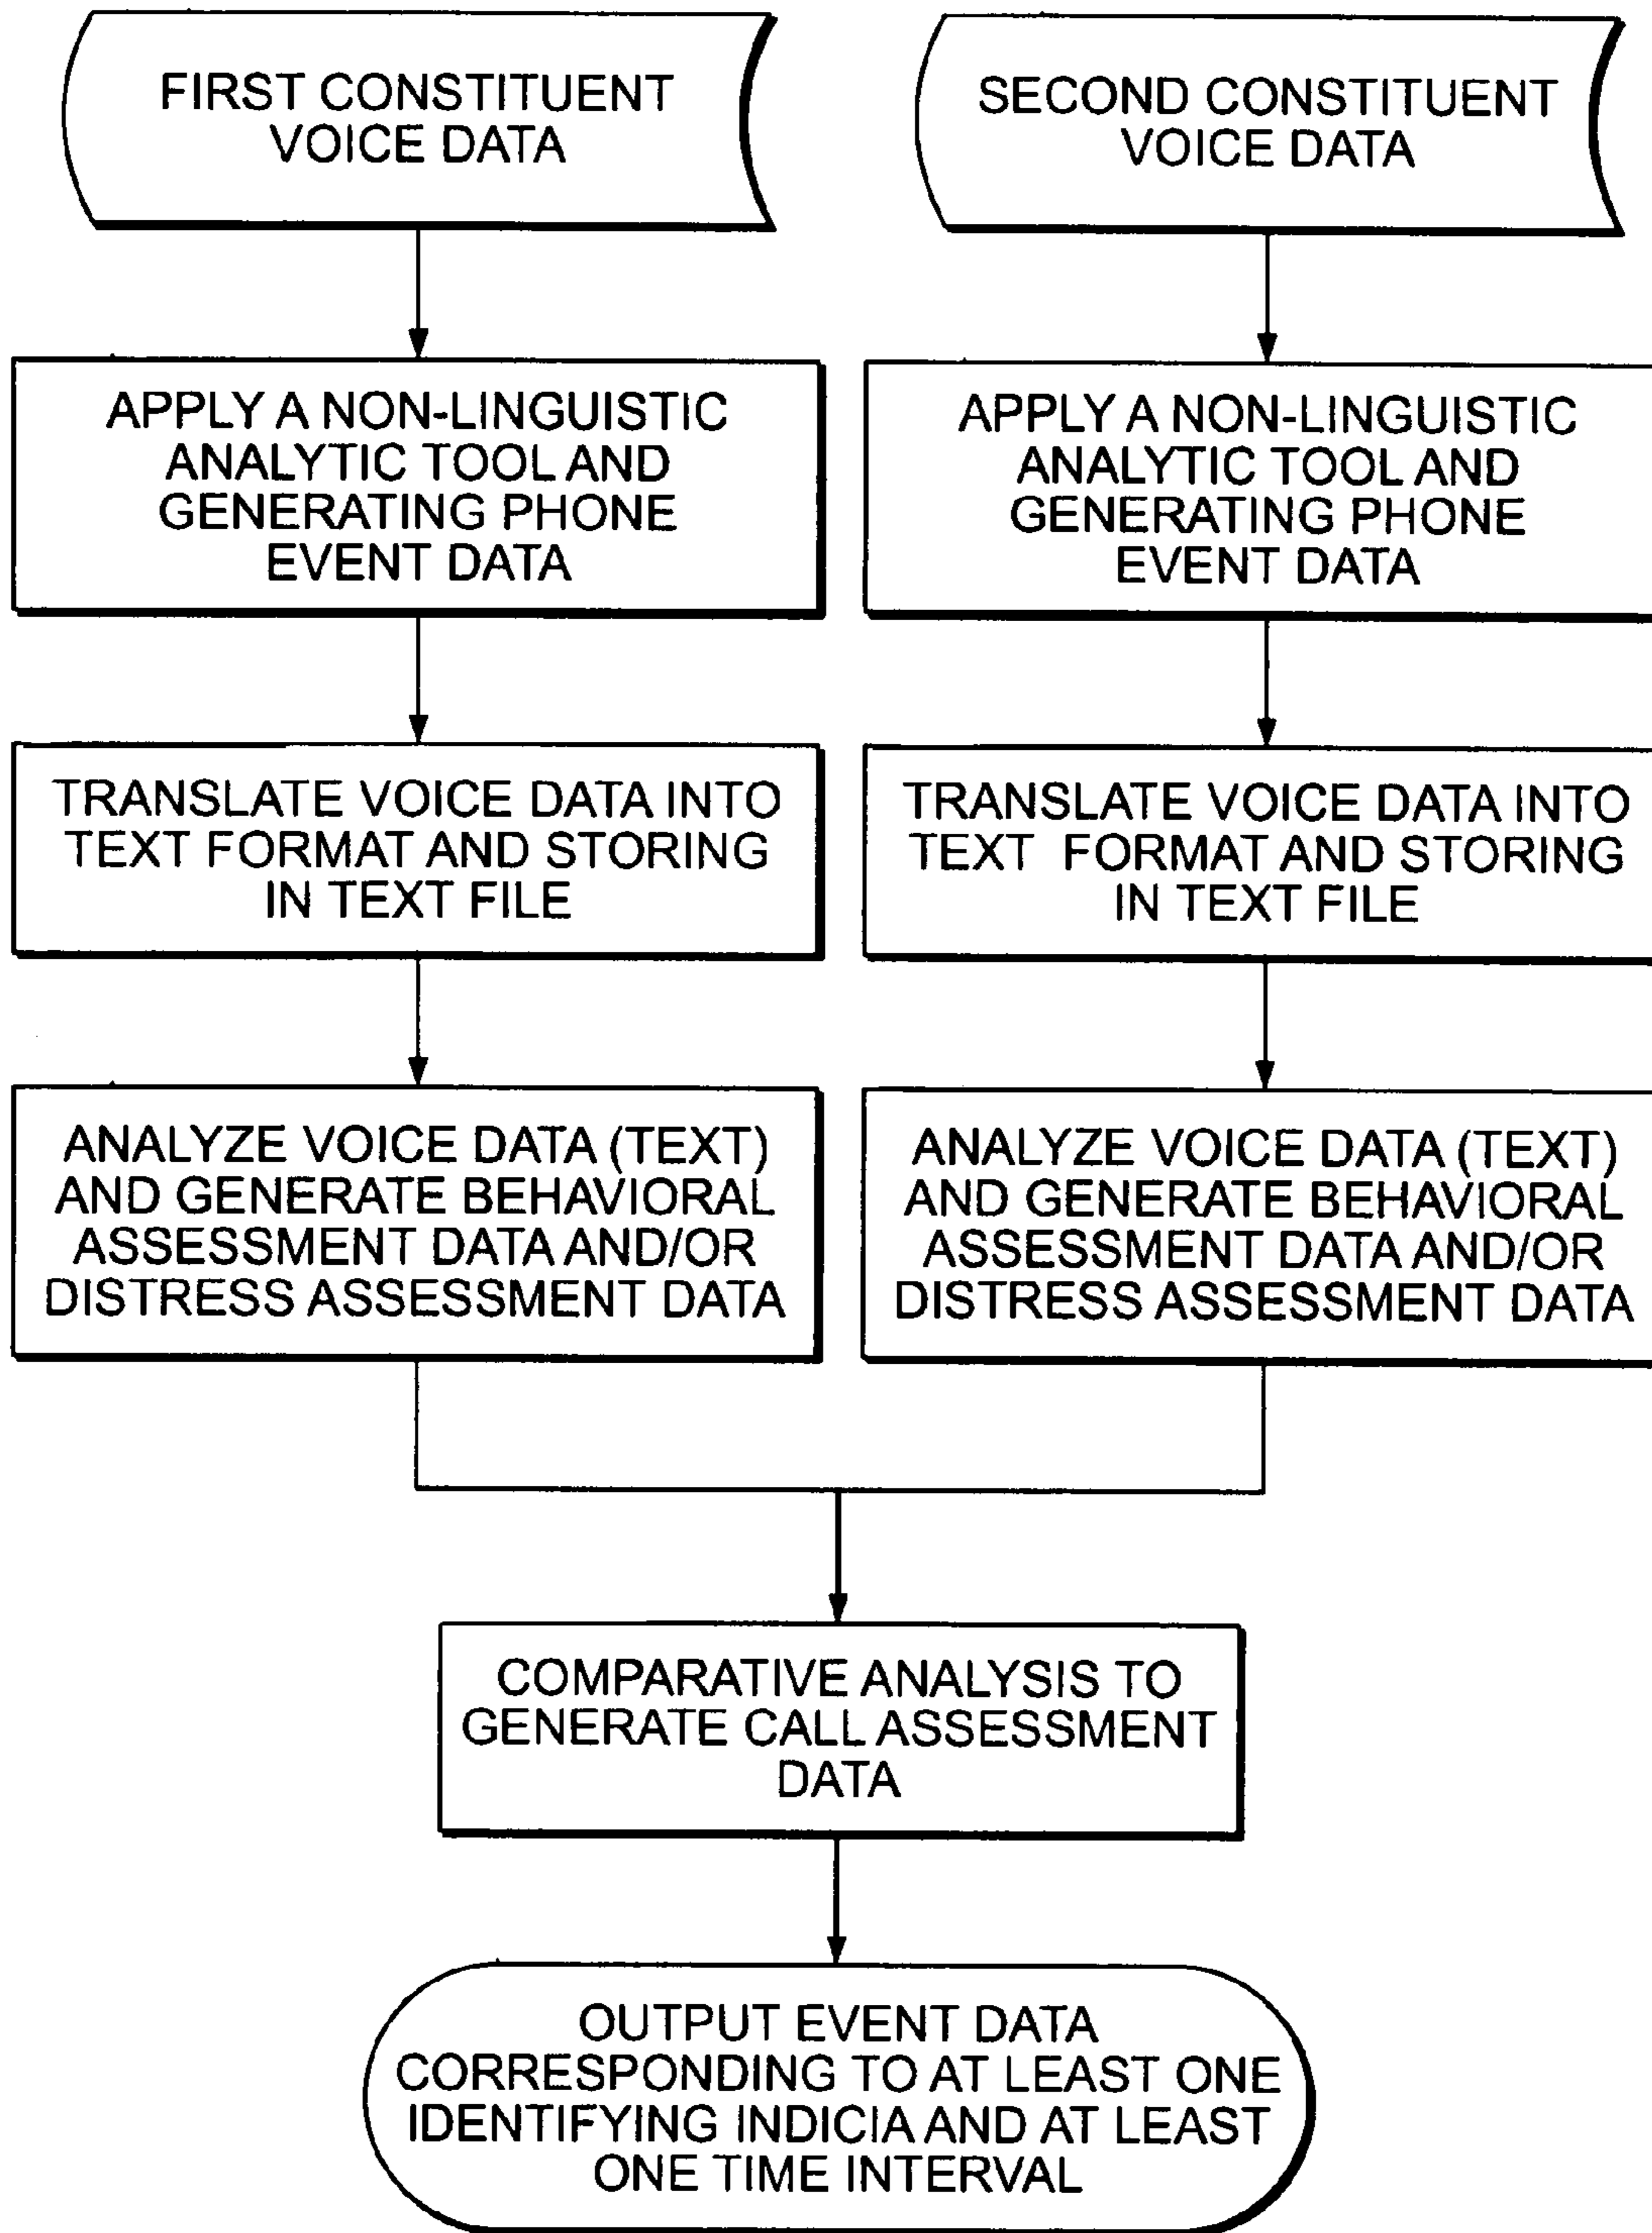 FIRST CONSTITUENT
VOICE DATA
SECOND CONSTITUENT
VOICE DATA
APPLY A NON-LINGUISTIC
ANALYTIC TOOL AND
GENERATING PHONE
EVENT DATA
APPLY A NON-LINGUISTIC
ANALYTIC TOOL AND
GENERATING PHONE
EVENT DATA
TRANSLATE VOICE DATA INTO
TEXT FORMAT AND STORING
IN TEXT FILE
TRANSLATE VOICE DATA INTO
TEXT FORMAT AND STORING
IN TEXT FILE
ANALYZE VOICE DATA (TEXT)
AND GENERATE BEHAVIORAL
ASSESSMENT DATA AND/OR
DISTRESS ASSESSMENT DATA
ANALYZE VOICE DATA (TEXT)
AND GENERATE BEHAVIORAL
ASSESSMENT DATA AND/OR
DISTRESS ASSESSMENT DATA
COMPARATIVE ANALYSIS TO
GENERATE CALL ASSESSMENT
DATA
OUTPUT EVENT DATA
CORRESPONDING TO AT LEAST ONE
IDENTIFYING INDICIA AND AT LEAST
ONE TIME INTERVAL